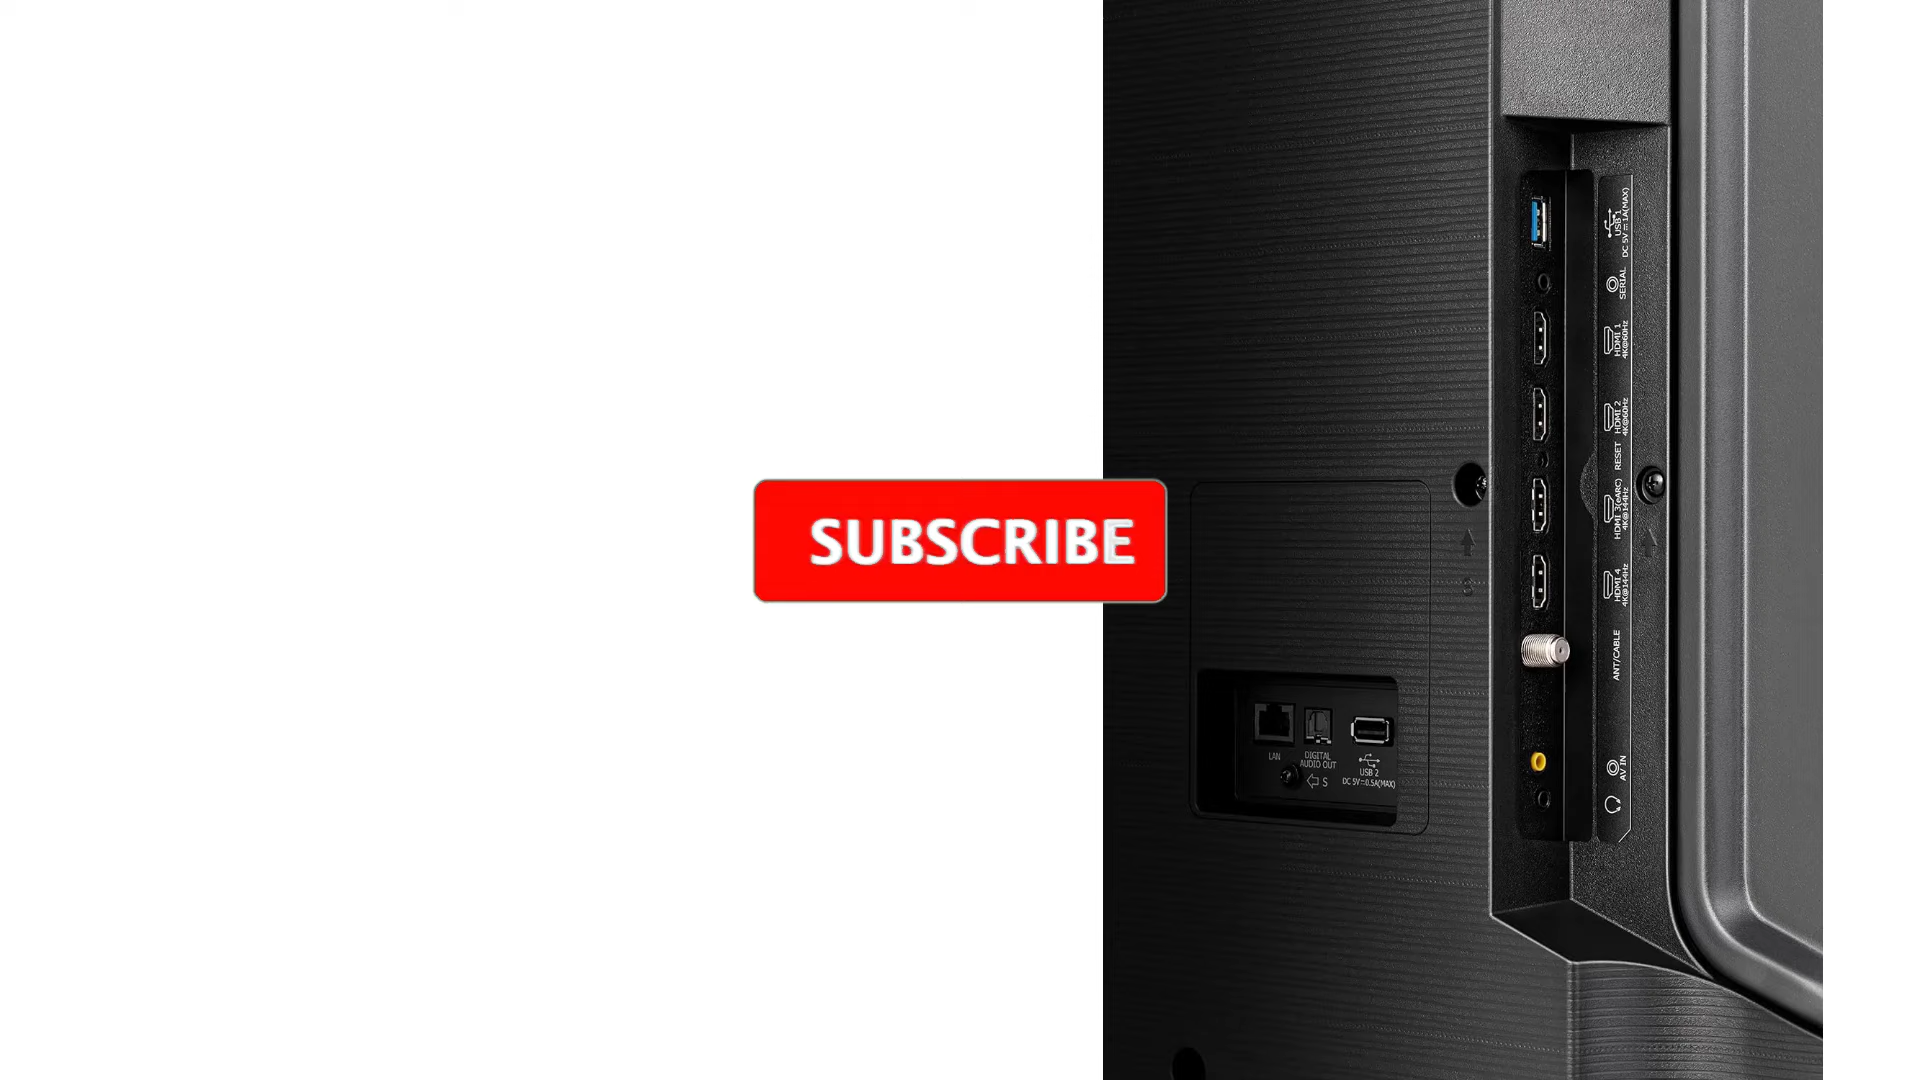 SUBSCRIBE
USB 1
DC 5V⎓1A(MAX)
SERIAL
HDMI 1
4K@60Hz
HDMI 2
4K@60Hz
RESET
HDMI 3(eARC)
4K@144Hz
HDMI 4
4K@144Hz
ANT/CABLE
AV IN
LAN
DIGITAL
AUDIO OUT
USB 2
DC 5V⎓0.5A(MAX)
S
S